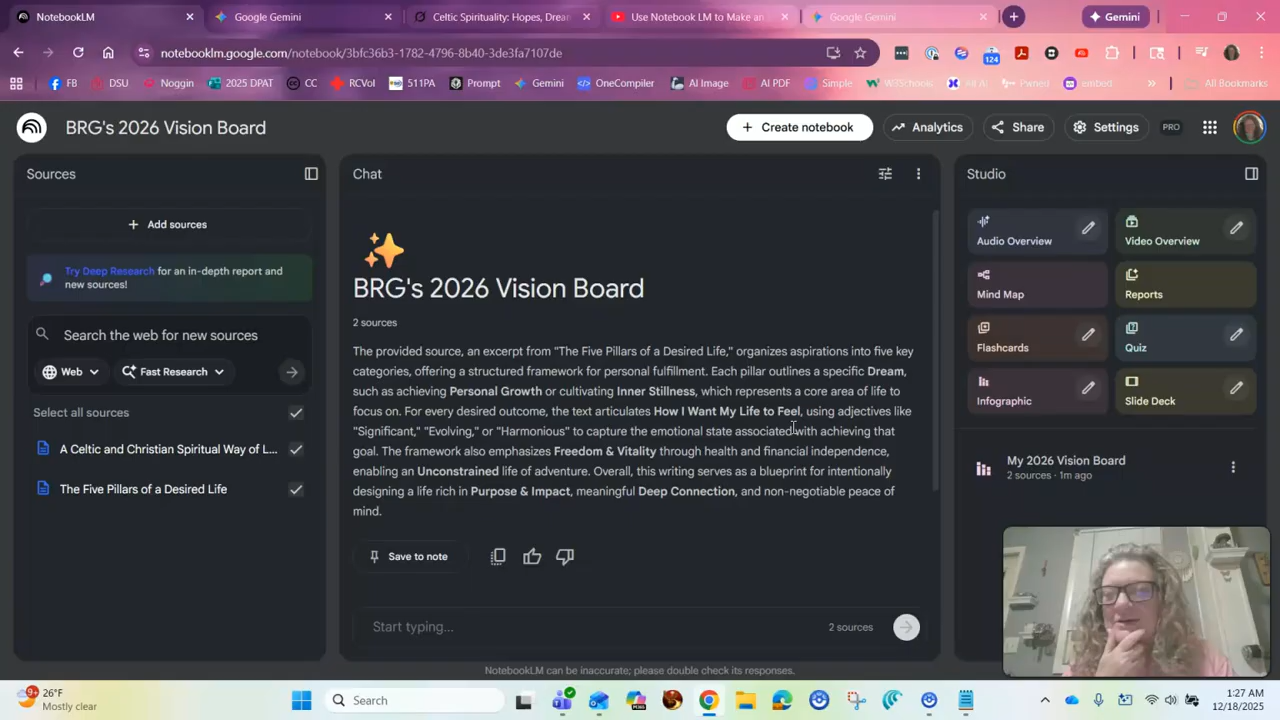 NotebookLM
Google Gemini
Celtic Spirituality: Hopes, Drea
Use Notebook LM to Make an
Google Gemini
Gemini
notebooklm.google.com/notebook/3bfc36b3-1782-4796-8b40-3de3fa7107de
124
FB
DSU
Noggin
2025 DPAT
CC
RCVol
511PA
Prompt
Gemini
OneCompiler
AI Image
AI PDF
Simple
W3Schools
Pwned
embed
All Bookmarks
BRG's 2026 Vision Board
Create notebook
Analytics
Share
Settings
PRO
Sources
Add sources
Try Deep Research for an in-depth report and
new sources!
Search the web for new sources
Web
Fast Research
Select all sources
A Celtic and Christian Spiritual Way of L...
The Five Pillars of a Desired Life
Chat
BRG's 2026 Vision Board
2 sources
The provided source, an excerpt from "The Five Pillars of a Desired Life," organizes aspirations into five key
categories, offering a structured framework for personal fulfillment. Each pillar outlines a specific Dream,
such as achieving Personal Growth or cultivating Inner Stillness, which represents a core area of life to
focus on. For every desired outcome, the text articulates How I Want My Life to Feel, using adjectives like
"Significant," "Evolving," or "Harmonious" to capture the emotional state associated with achieving that
goal. The framework also emphasizes Freedom & Vitality through health and financial independence,
enabling an Unconstrained life of adventure. Overall, this writing serves as a blueprint for intentionally
designing a life rich in Purpose & Impact, meaningful Deep Connection, and non-negotiable peace of
mind.
Save to note
Start typing...
2 sources
NotebookLM can be inaccurate; please double check its responses.
Studio
Audio Overview
Video Overview
Mind Map
Reports
Flashcards
Quiz
Infographic
Slide Deck
My 2026 Vision Board
2 sources · 1m ago
9+
26°F
Mostly clear
Search
1:27 AM
12/18/2025